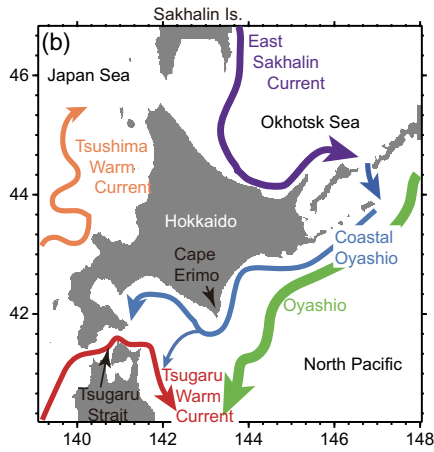 Sakhalin Is.
(b)
46
44
42
Japan Sea
East
Sakhalin
Current
Okhotsk Sea
Tsushima
Warm
Current
Hokkaido
Cape
Erimo
Coastal
Oyashio
Oyashio
North Pacific
Tsugaru
Warm
Current
Tsugaru
Strait
140
142
144
146
148